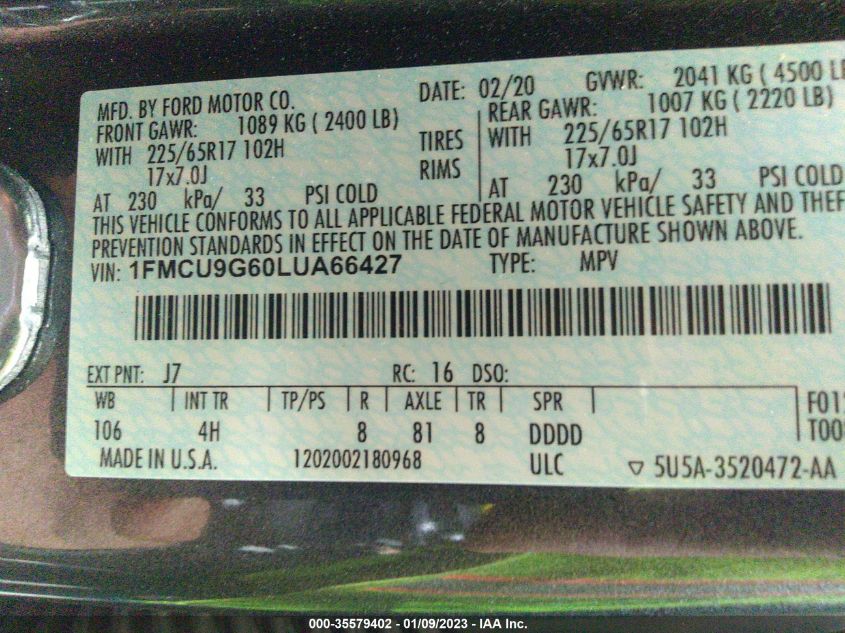 MFD. BY FORD MOTOR CO. DATE: 02/20 GVWR: 2041 KG ( 4500
FRONT GAWR: 1089 KG ( 2400 LB) REAR GAWR: 1007 KG ( 2220 LB)
WITH 225/65R17 102H TIRES WITH 225/65R17 102H
17x7.0J RIMS 17x7.0J
AT 230 kPa/ 33 PSI COLD AT 230 kPa/ 33 PSI COLD
THIS VEHICLE CONFORMS TO ALL APPLICABLE FEDERAL MOTOR VEHICLE SAFETY AND THEF
PREVENTION STANDARDS IN EFFECT ON THE DATE OF MANUFACTURE SHOWN ABOVE.
VIN: 1FMCU9G60LUA66427 TYPE: MPV
EXT PNT: J7 RC: 16 DSO:
WB INT TR TP/PS R AXLE TR SPR F01
106 4H 8 81 8 DDDD T00
MADE IN U.S.A. 1202002180968 ULC 5U5A-3520472-AA
000-35579402 - 01/09/2023 - IAA Inc.